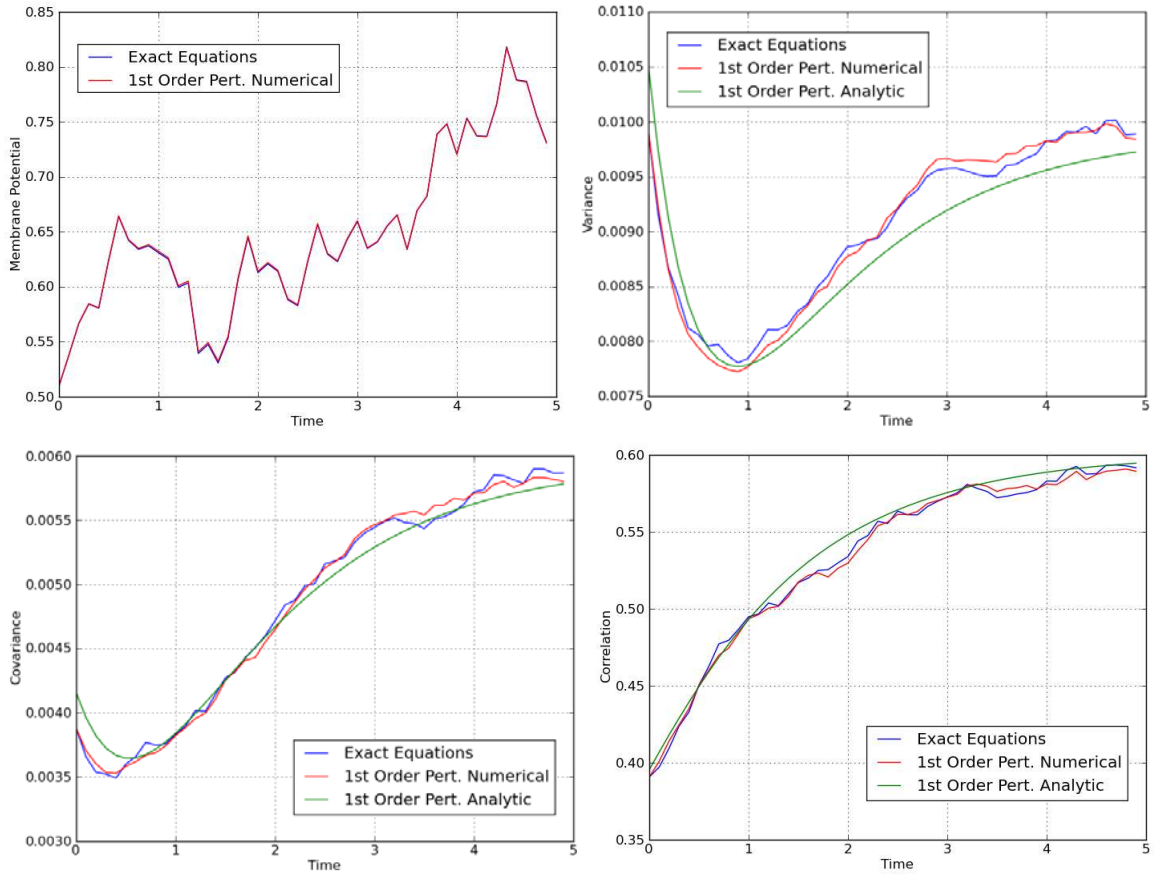 0.85
0.80
0.75
0.70
0.65
0.60
0.55
0.50
Membrane Potential
Exact Equations
1st Order Pert. Numerical
0 1 2 3 4 5
Time
0.0110
0.0105
0.0100
0.0095
0.0090
0.0085
0.0080
0.0075
Variance
Exact Equations
1st Order Pert. Numerical
1st Order Pert. Analytic
0 1 2 3 4 5
Time
0.0060
0.0055
0.0050
0.0045
0.0040
0.0035
0.0030
Covariance
Exact Equations
1st Order Pert. Numerical
1st Order Pert. Analytic
0 1 2 3 4 5
Time
0.60
0.55
0.50
0.45
0.40
0.35
Correlation
Exact Equations
1st Order Pert. Numerical
1st Order Pert. Analytic
0 1 2 3 4 5
Time